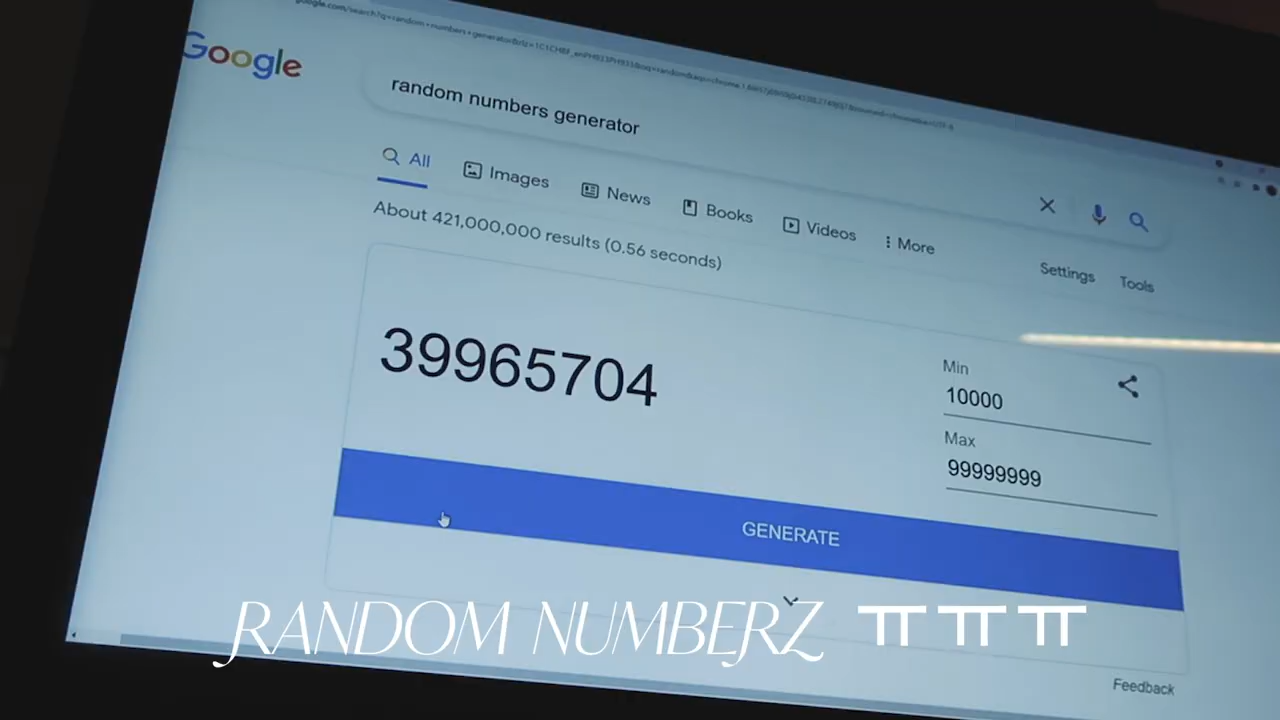 Google
random numbers generator
All Images News Books Videos More
Settings Tools
About 421,000,000 results (0.56 seconds)
39965704
Min
10000
Max
99999999
GENERATE
RANDOM NUMBERZ ㅠㅠㅠ
Feedback